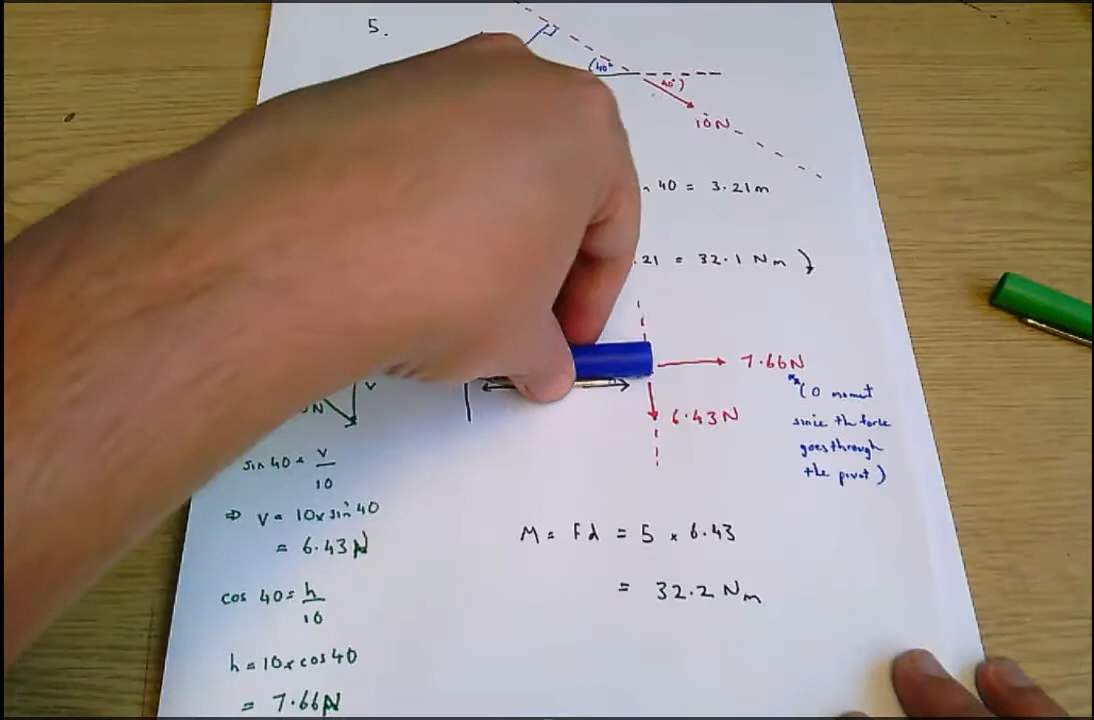 5.
40°
40°)
10N
40 = 3.21m
.21 = 32.1 Nm
7.66N
(0 moment
since the force
goes through
the pivot)
6.43N
V
N
sin 40 = V/10
⇒ V = 10 x sin 40
= 6.43N
cos 40 = h/10
h = 10 x cos 40
= 7.66N
M = Fd = 5 x 6.43
= 32.2 Nm